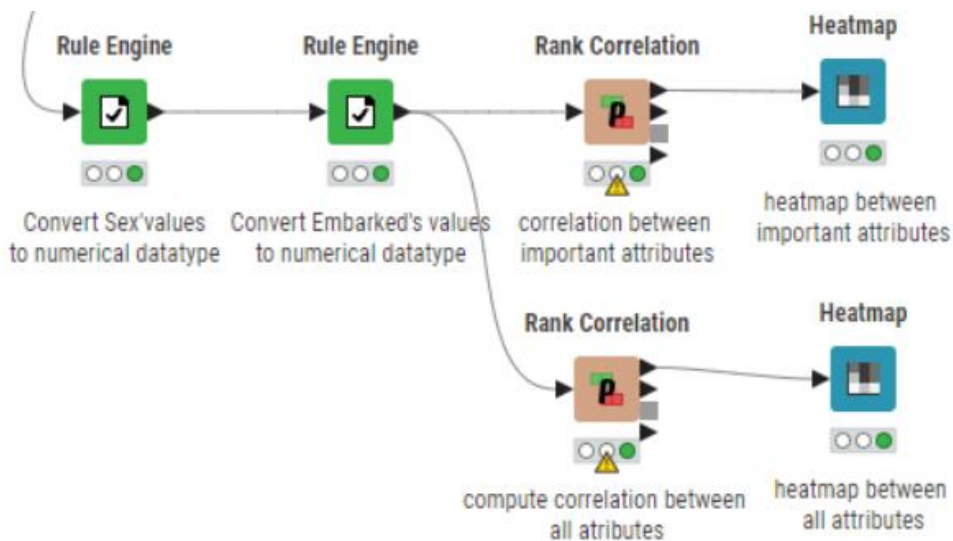 Heatmap
Rule Engine
Rule Engine
Rank Correlation
Convert Sex'values
to numerical datatype
Convert Embarked's values
to numerical datatype
correlation between
important attributes
heatmap between
important attributes
Rank Correlation
Heatmap
compute correlation between
all atributes
heatmap between
all attributes